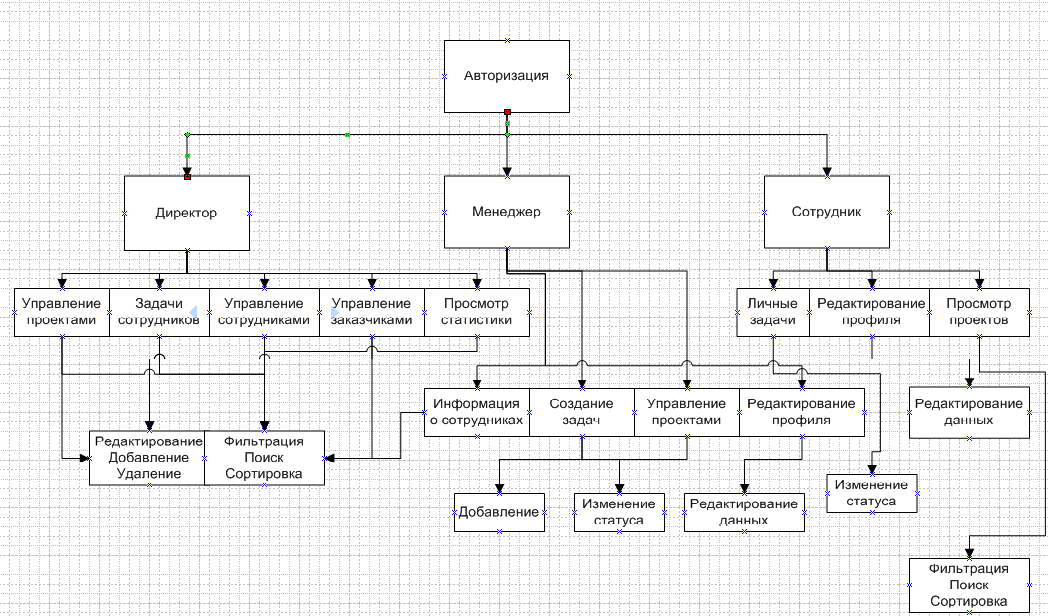 Авторизация
Директор
Менеджер
Сотрудник
Управление
проектами
Задачи
сотрудников
Управление
сотрудниками
Управление
заказчиками
Просмотр
статистики
Личные
задачи
Редактирование
профиля
Просмотр
проектов
Информация
о сотрудниках
Создание
задач
Управление
проектами
Редактирование
профиля
Редактирование
данных
Редактирование
Добавление
Удаление
Фильтрация
Поиск
Сортировка
Добавление
Изменение
статуса
Редактирование
данных
Изменение
статуса
Фильтрация
Поиск
Сортировка